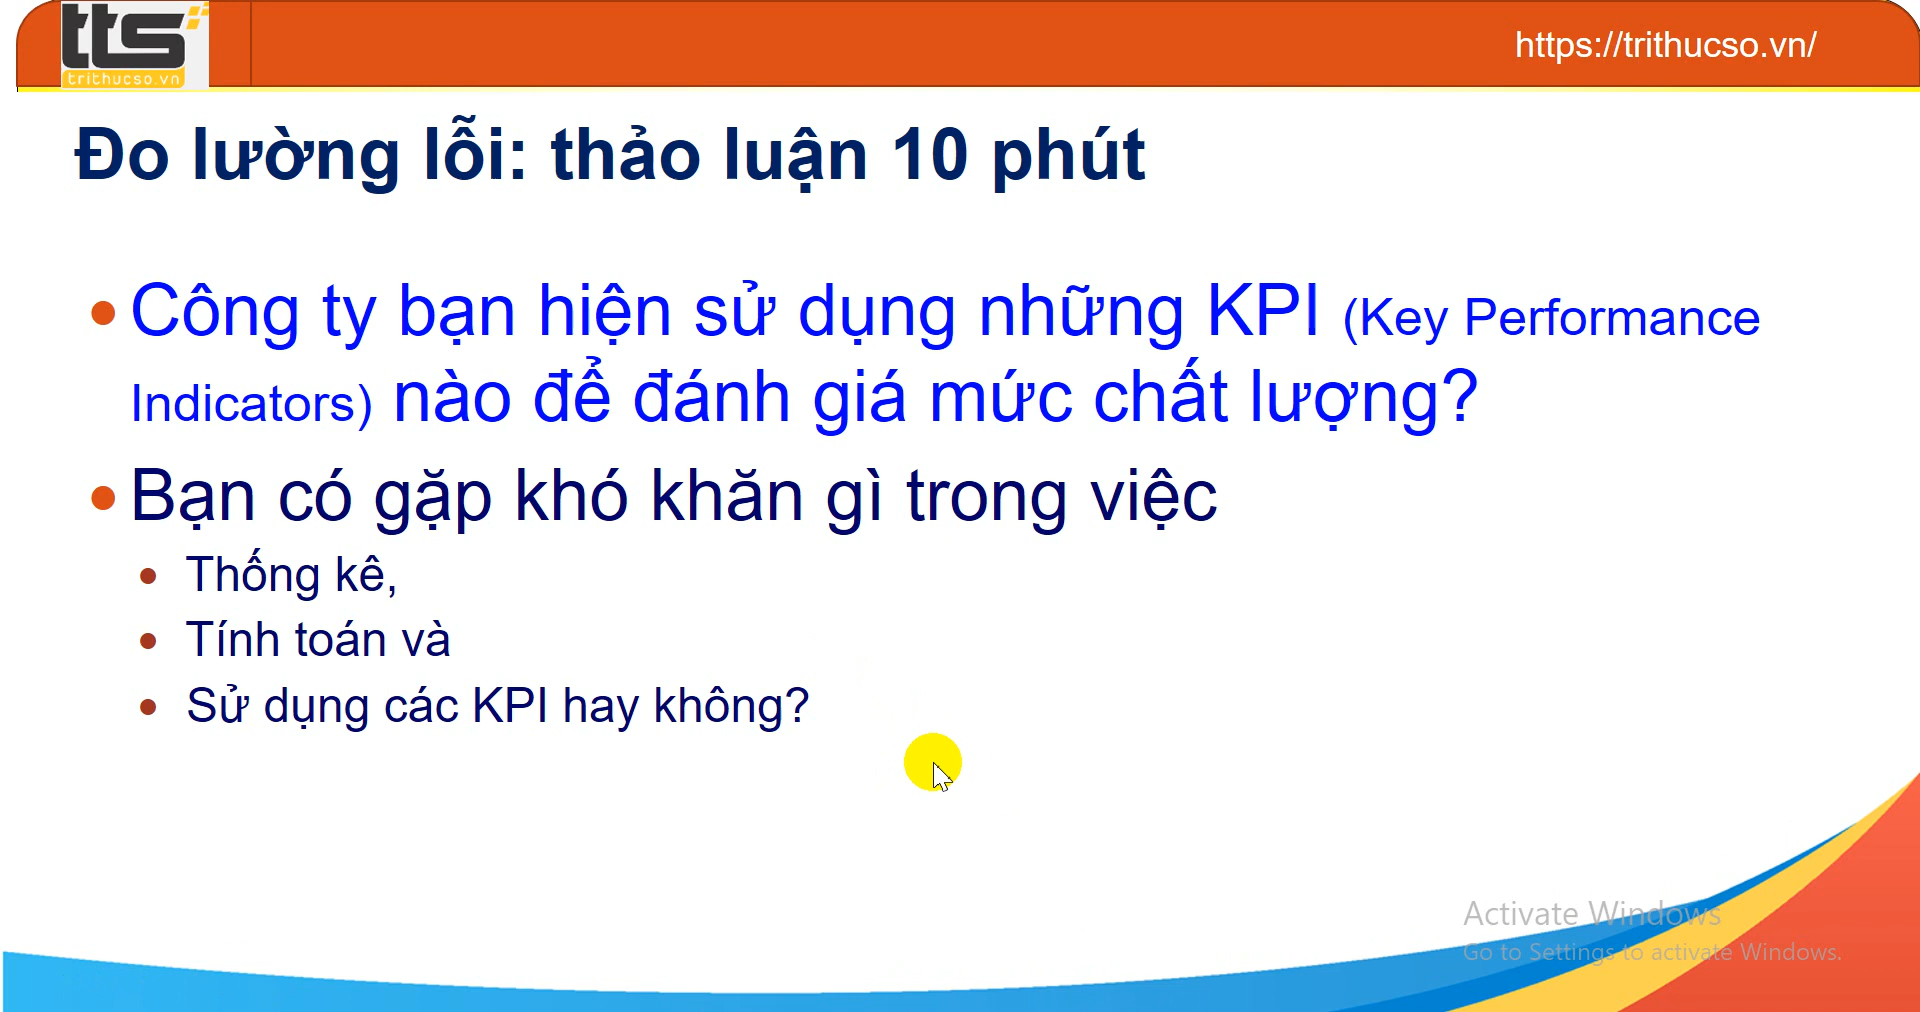 tts
trithucso.vn
https://trithucso.vn/
Đo lường lỗi: thảo luận 10 phút
Công ty bạn hiện sử dụng những KPI (Key Performance
Indicators) nào để đánh giá mức chất lượng?
Bạn có gặp khó khăn gì trong việc
Thống kê,
Tính toán và
Sử dụng các KPI hay không?
Activate Windows
Go to Settings to activate Windows.